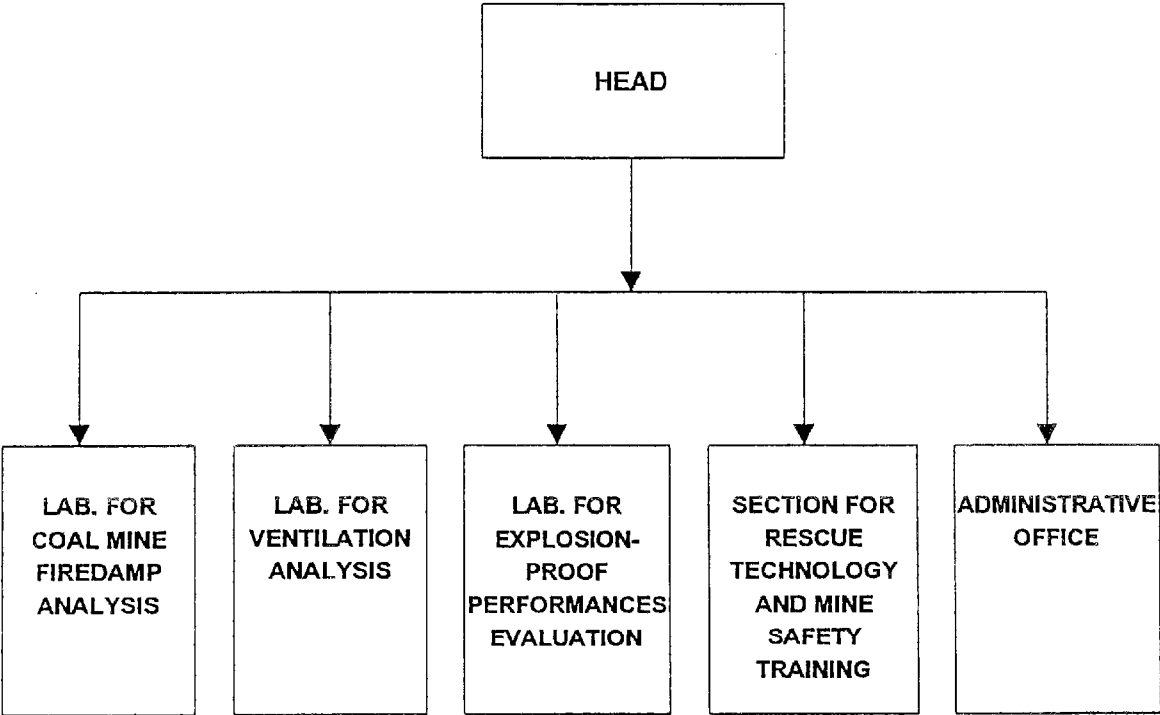 HEAD
LAB. FOR
COAL MINE
FIREDAMP
ANALYSIS
LAB. FOR
VENTILATION
ANALYSIS
LAB. FOR
EXPLOSION-
PROOF
PERFORMANCES
EVALUATION
SECTION FOR
RESCUE
TECHNOLOGY
AND MINE
SAFETY
TRAINING
ADMINISTRATIVE
OFFICE